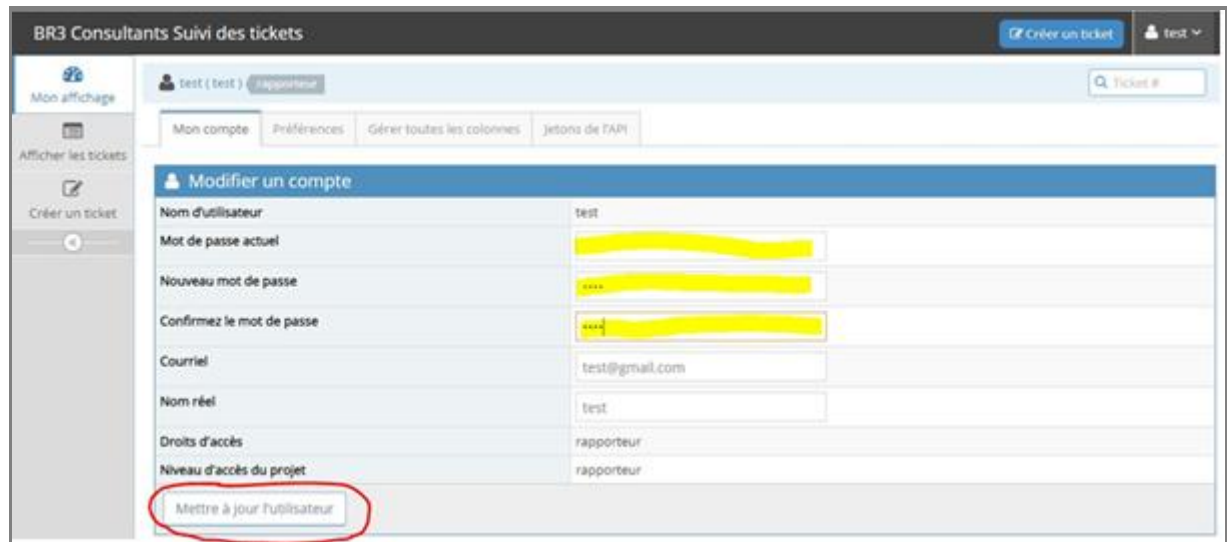 BR3 Consultants Suivi des tickets
Créer un ticket
test
Mon affichage
test ( test ) rapporteur
Ticket #
Mon compte Préférences Gérer toutes les colonnes Jetons de l'API
Afficher les tickets
Créer un ticket
Modifier un compte
Nom d'utilisateur test
Mot de passe actuel
Nouveau mot de passe ••••
Confirmez le mot de passe ••••
Courriel test@gmail.com
Nom réel test
Droits d'accès rapporteur
Niveau d'accès du projet rapporteur
Mettre à jour l'utilisateur